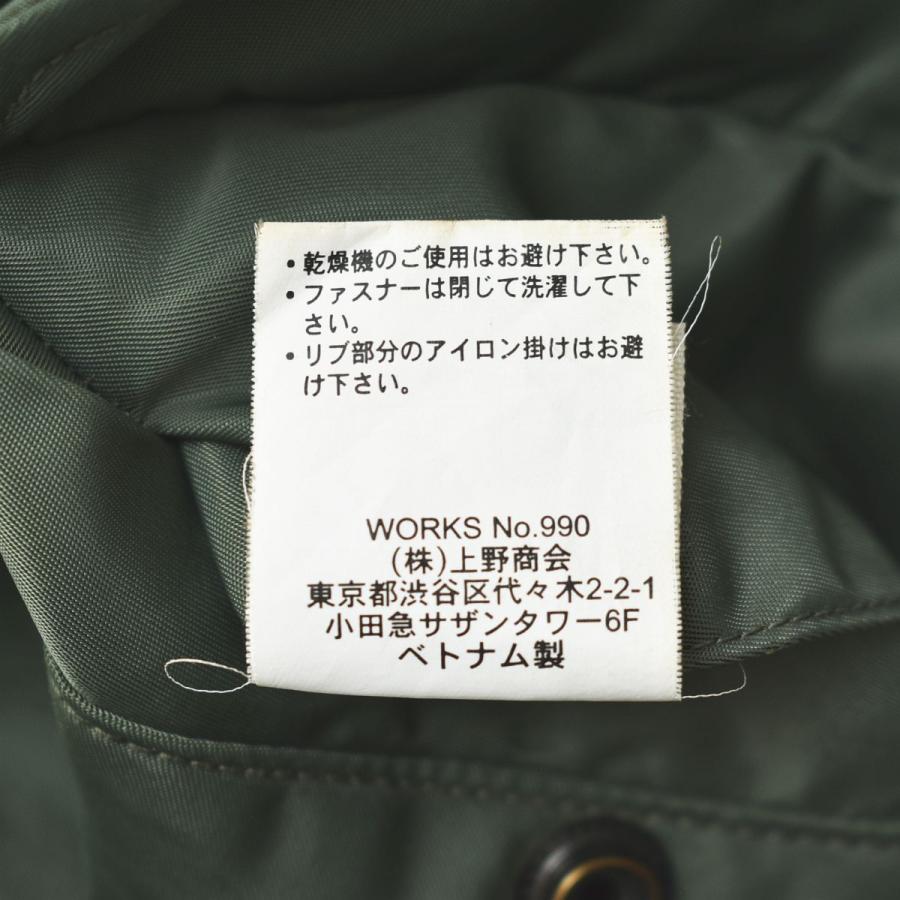 ・乾燥機のご使用はお避け下さい。
・ファスナーは閉じて洗濯して下
さい。
・リブ部分のアイロン掛けはお避
け下さい。
WORKS No.990
(株)上野商会
東京都渋谷区代々木2-2-1
小田急サザンタワー6F
ベトナム製